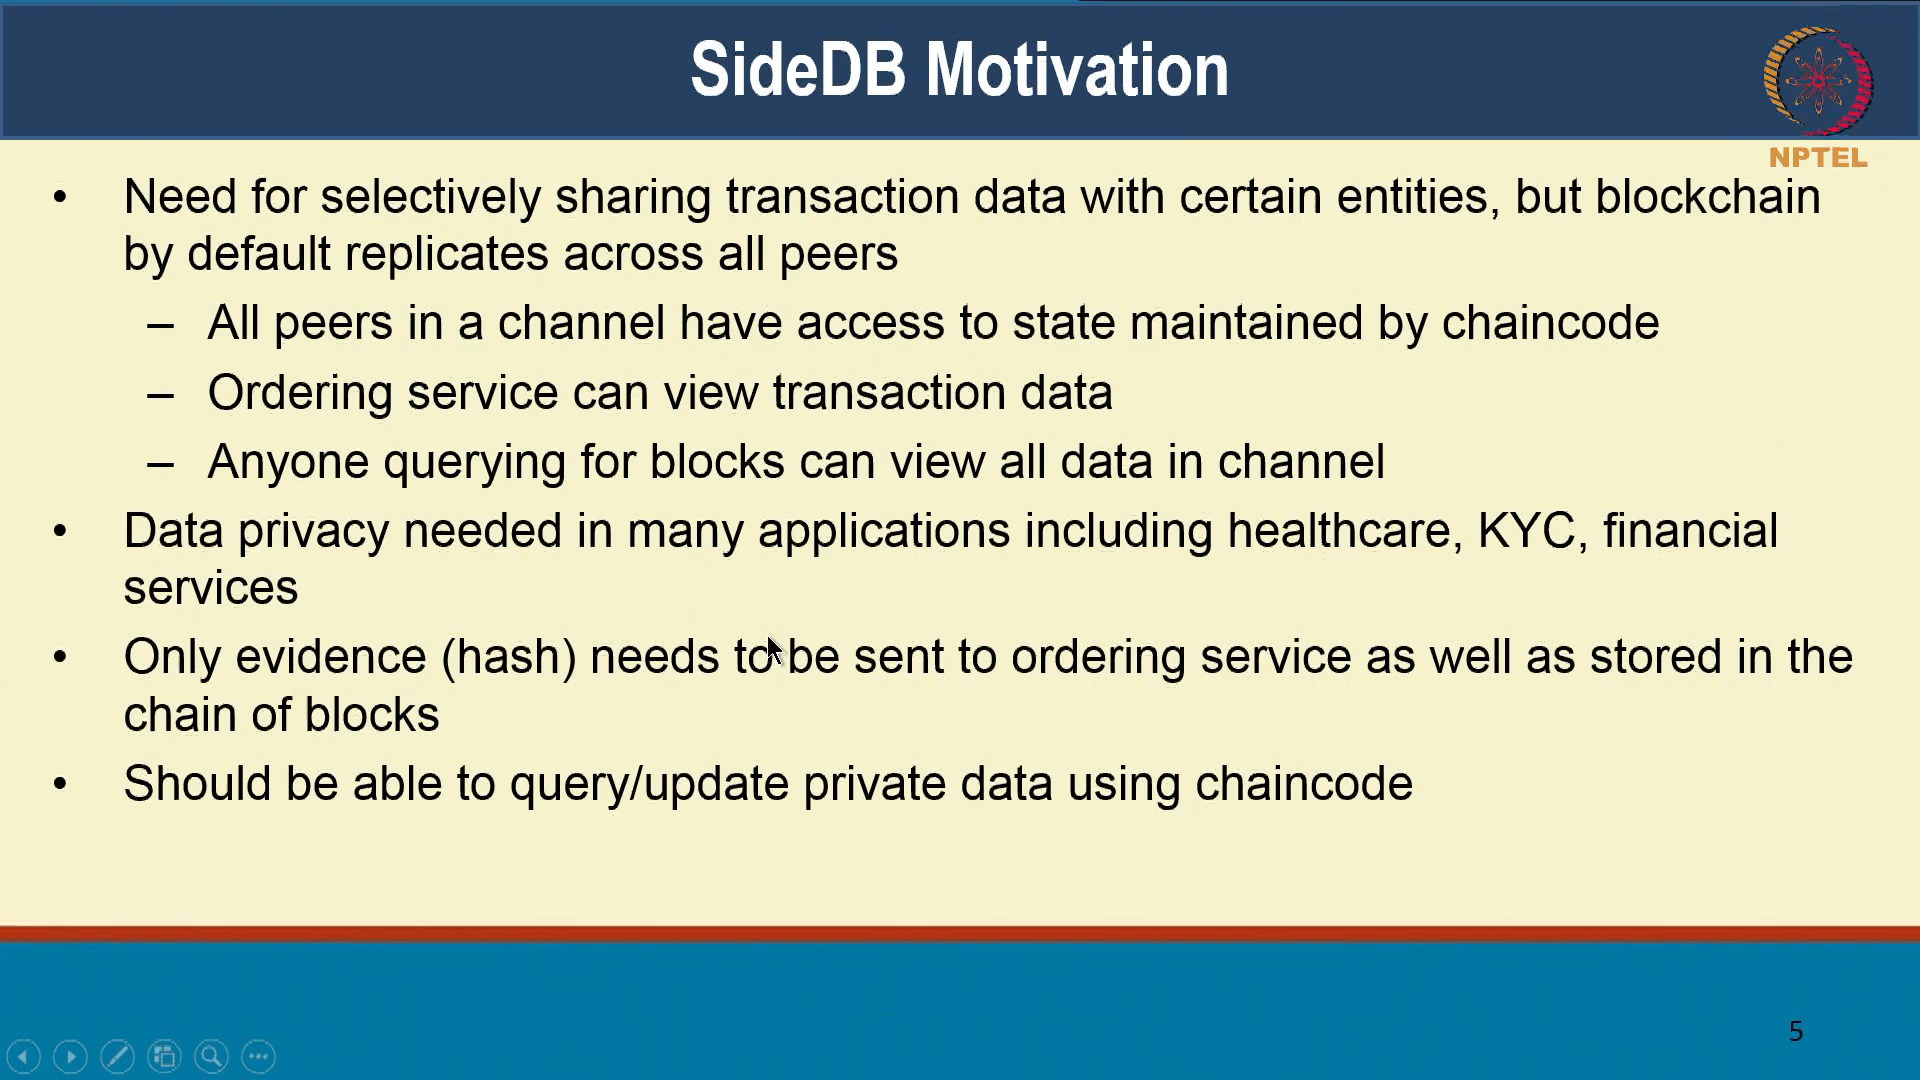 SideDB Motivation
NPTEL
• Need for selectively sharing transaction data with certain entities, but blockchain
by default replicates across all peers
– All peers in a channel have access to state maintained by chaincode
– Ordering service can view transaction data
– Anyone querying for blocks can view all data in channel
• Data privacy needed in many applications including healthcare, KYC, financial
services
• Only evidence (hash) needs to be sent to ordering service as well as stored in the
chain of blocks
• Should be able to query/update private data using chaincode
5